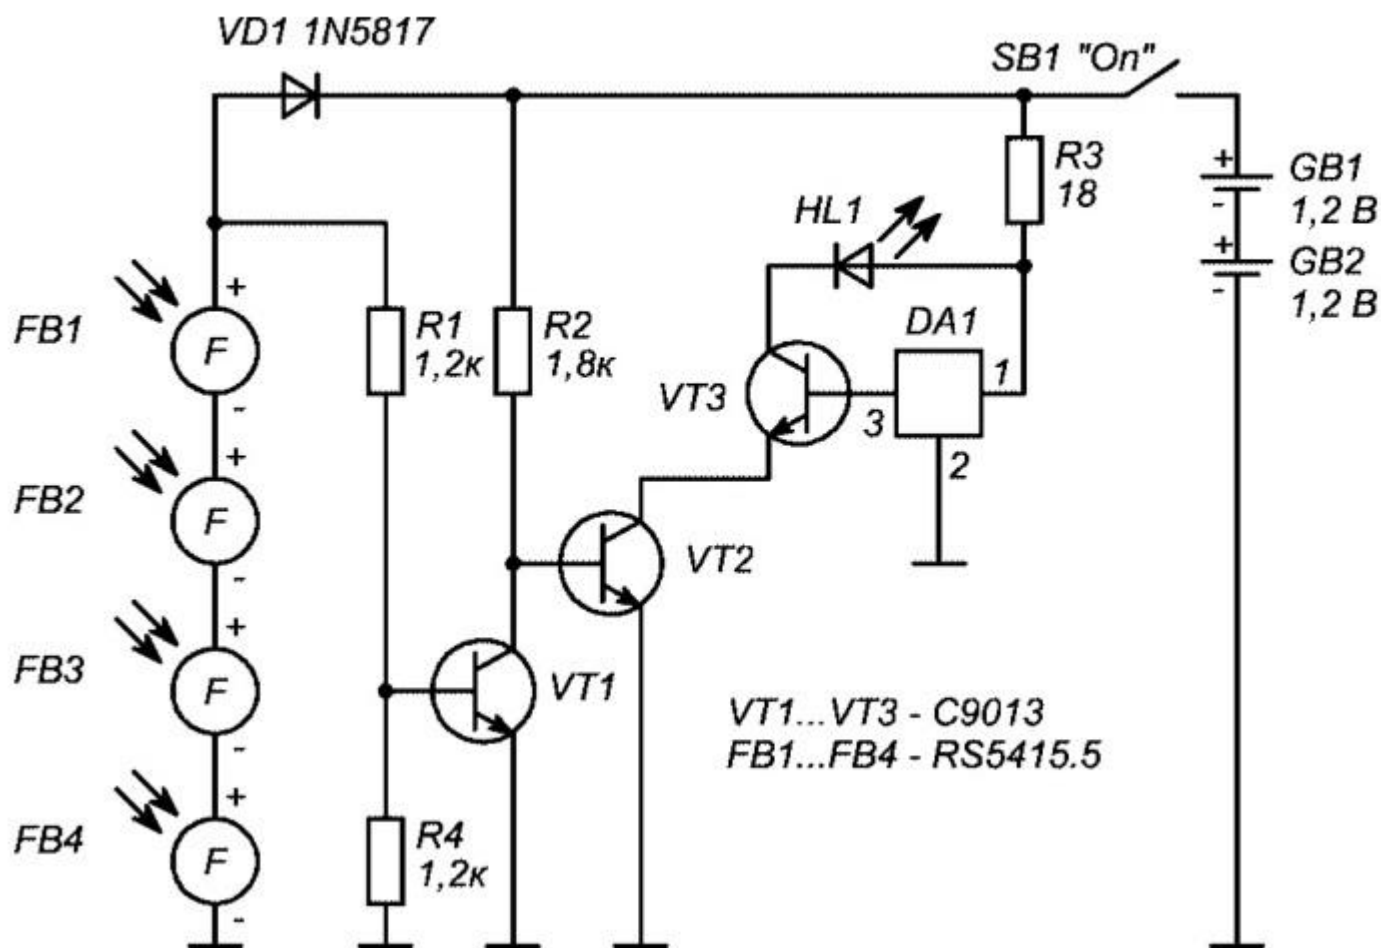 VD1 1N5817
SB1 "On"
R3
18
+
GB1
-
1,2 В
+
GB2
-
1,2 В
HL1
+
FB1
F
-
R1
1,2к
R2
1,8к
DA1
1
VT3
3
2
+
FB2
F
-
VT2
+
FB3
F
-
VT1
VT1...VT3 - C9013
FB1...FB4 - RS5415.5
+
FB4
F
-
R4
1,2к